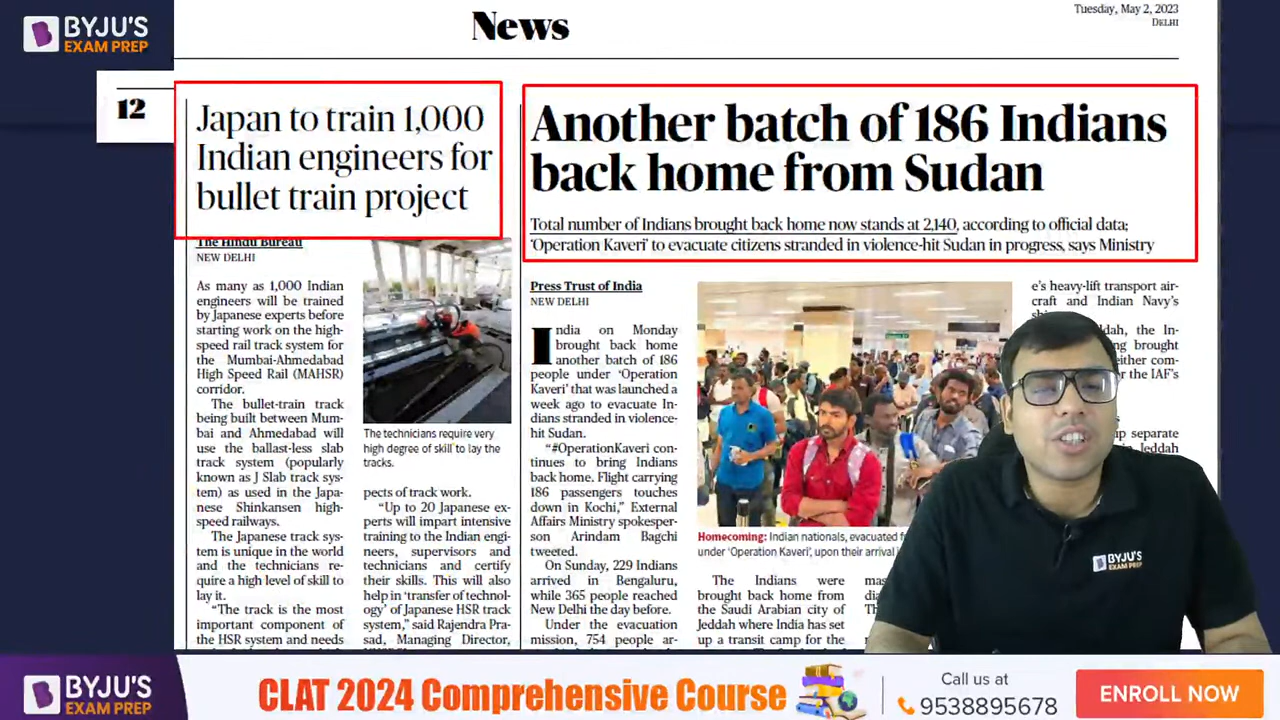 BYJU'S
EXAM PREP
News
Tuesday, May 2, 2023
DELHI
12
Japan to train 1,000
Indian engineers for
bullet train project
The Hindu Bureau
NEW DELHI
As many as 1,000 Indian
engineers will be trained
by Japanese experts before
starting work on the high-
speed rail track system for
the Mumbai-Ahmedabad
High Speed Rail (MAHSR)
corridor.
The bullet-train track
being built between Mum-
bai and Ahmedabad will
use the ballast-less slab
track system (popularly
known as J Slab track sys-
tem) as used in the Japa-
nese Shinkansen high-
speed railways.
The Japanese track sys-
tem is unique in the world
and the technicians re-
quire a high level of skill to
lay it.
“The track is the most
important component of
the HSR system and needs
The technicians require very
high degree of skill to lay the
tracks.
pects of track work.
“Up to 20 Japanese ex-
perts will impart intensive
training to the Indian engi-
neers, supervisors and
technicians and certify
their skills. This will also
help in ‘transfer of technol-
ogy’ of Japanese HSR track
system,” said Rajendra Pra-
sad, Managing Director,
Another batch of 186 Indians
back home from Sudan
Total number of Indians brought back home now stands at 2,140, according to official data;
‘Operation Kaveri’ to evacuate citizens stranded in violence-hit Sudan in progress, says Ministry
Press Trust of India
NEW DELHI
India on Monday
brought back home
another batch of 186
people under ‘Operation
Kaveri’ that was launched a
week ago to evacuate In-
dians stranded in violence-
hit Sudan.
“#OperationKaveri con-
tinues to bring Indians
back home. Flight carrying
186 passengers touches
down in Kochi,” External
Affairs Ministry spokesper-
son Arindam Bagchi
tweeted.
On Sunday, 229 Indians
arrived in Bengaluru,
while 365 people reached
New Delhi the day before.
Under the evacuation
mission, 754 people ar-
Homecoming: Indian nationals, evacuated
under ‘Operation Kaveri’, upon their arrival
The Indians were
brought back home from
the Saudi Arabian city of
Jeddah where India has set
up a transit camp for the
e’s heavy-lift transport air-
craft and Indian Navy’s
ddah, the In-
ng brought
either com-
r the IAF’s
separate
Jeddah
BYJU'S
EXAM PREP
BYJU'S
EXAM PREP
CLAT 2024 Comprehensive Course
Call us at
9538895678
ENROLL NOW